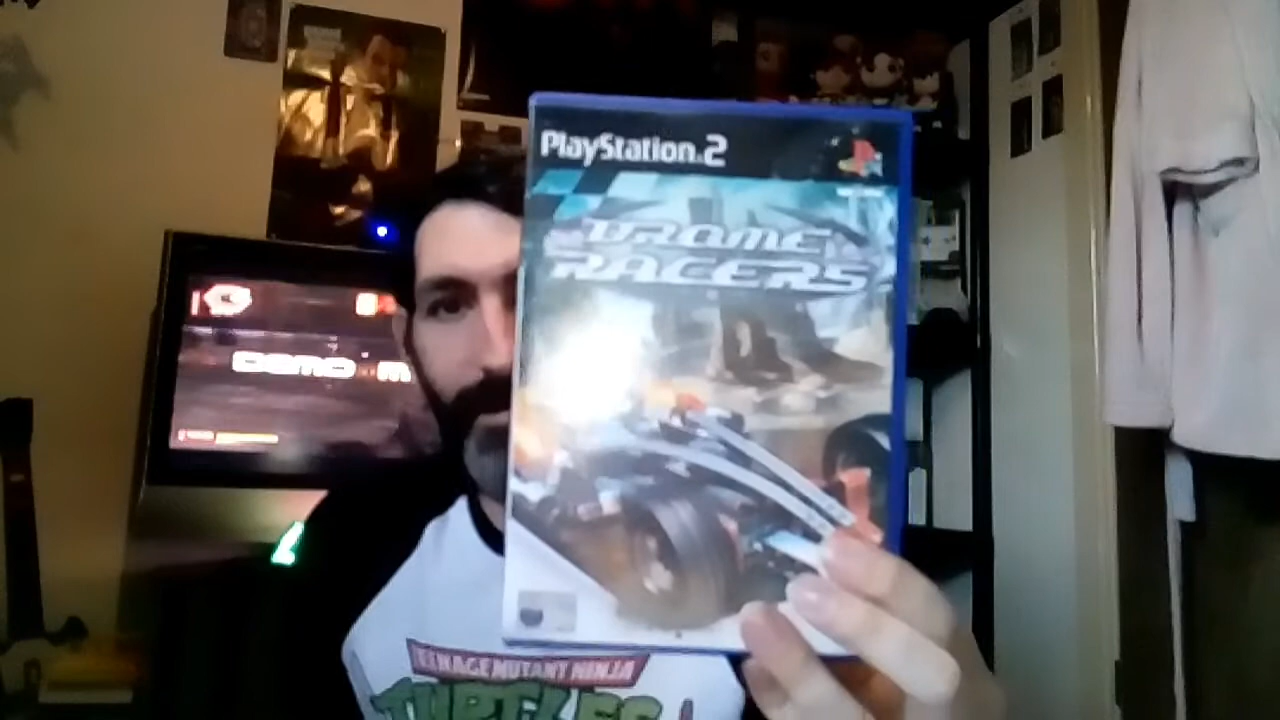 PlayStation.2
DROME
RACERS
DEMO M
TEENAGE MUTANT NINJA
TURTLES